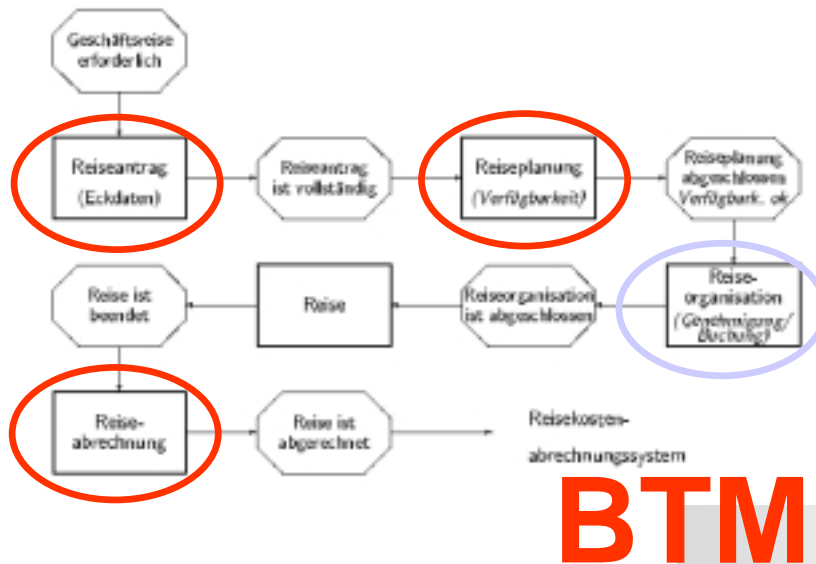 Geschäftsreise
erforderlich
Reiseantrag
(Eckdaten)
Reiseantrag
ist vollständig
Reiseplanung
(Verfügbarkeit)
Reiseplanung
abgeschlossen
Verfügbark. ok
Reise ist
beendet
Reise
Reiseorganisation
ist abgeschlossen
Reise-
organisation
(Genehmigung/
Buchung)
Reise-
abrechnung
Reise ist
abgerechnet
Reisekosten-
abrechnungssystem
BTM